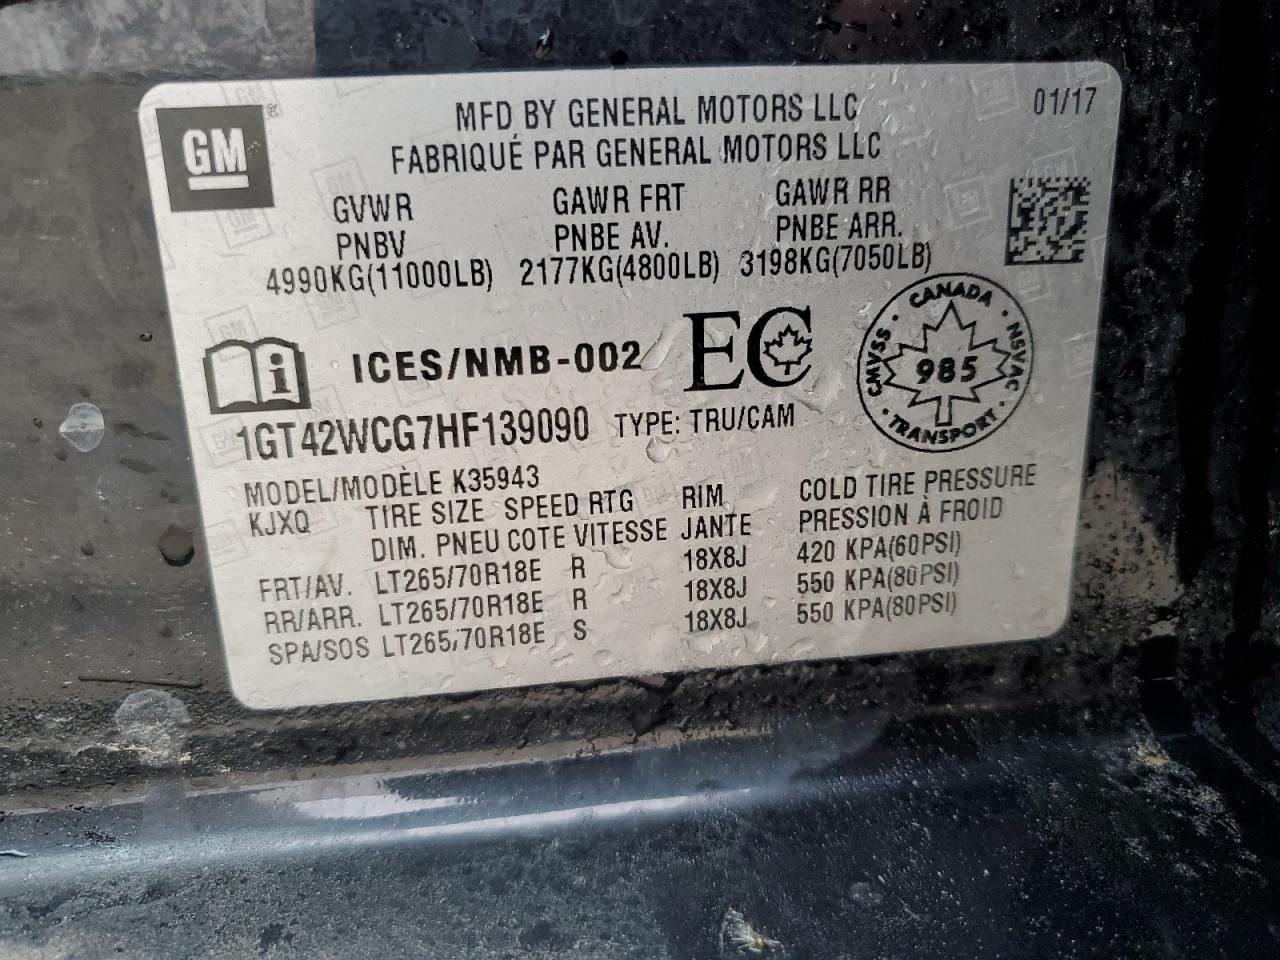 GM
®
MFD BY GENERAL MOTORS LLC
01/17
FABRIQUÉ PAR GENERAL MOTORS LLC
GVWR GAWR FRT GAWR RR
PNBV PNBE AV. PNBE ARR.
4990KG(11000LB) 2177KG(4800LB) 3198KG(7050LB)
i ICES/NMB-002 EC
CANADA
CMVSS NSVAC
985
TRANSPORT
1GT42WCG7HF139090 TYPE: TRU/CAM
MODEL/MODÈLE K35943
KJXQ TIRE SIZE SPEED RTG RIM COLD TIRE PRESSURE
DIM. PNEU COTE VITESSE JANTE PRESSION À FROID
FRT/AV. LT265/70R18E R 18X8J 420 KPA(60PSI)
RR/ARR. LT265/70R18E R 18X8J 550 KPA(80PSI)
SPA/SOS LT265/70R18E S 18X8J 550 KPA(80PSI)